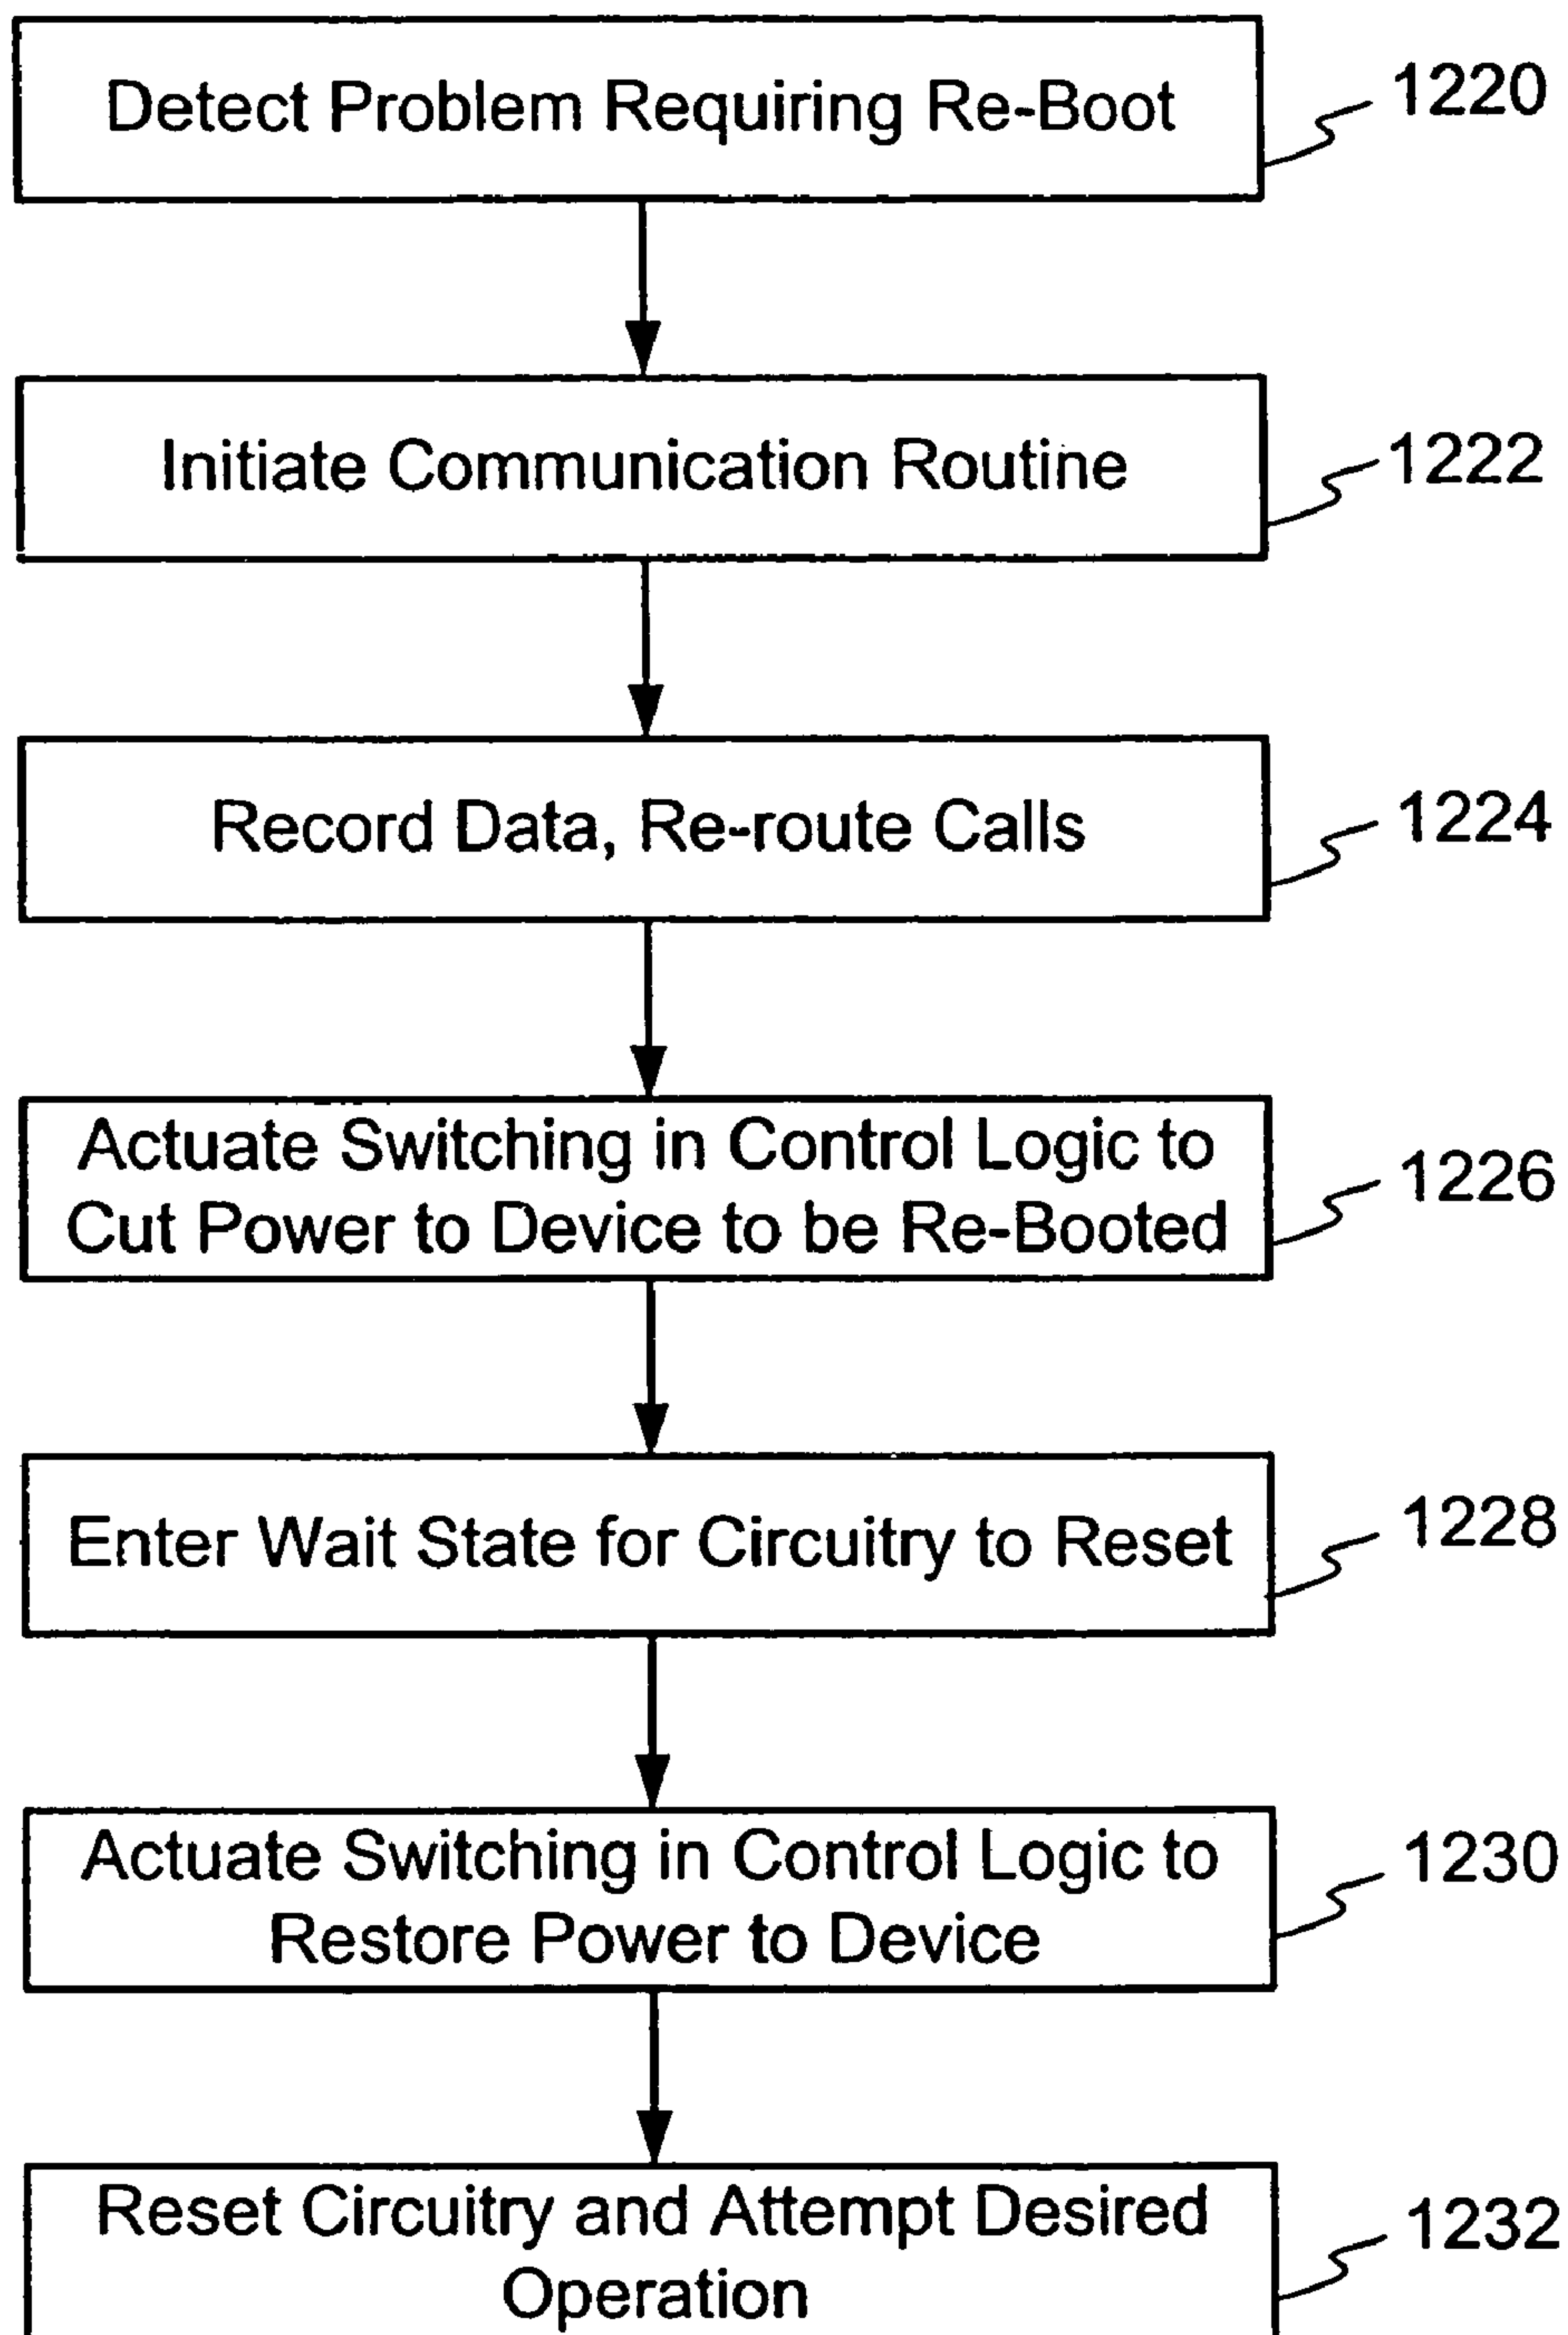 Detect Problem Requiring Re-Boot
1220
Initiate Communication Routine
1222
Record Data, Re-route Calls
1224
Actuate Switching in Control Logic to
Cut Power to Device to be Re-Booted
1226
Enter Wait State for Circuitry to Reset
1228
Actuate Switching in Control Logic to
Restore Power to Device
1230
Reset Circuitry and Attempt Desired
Operation
1232